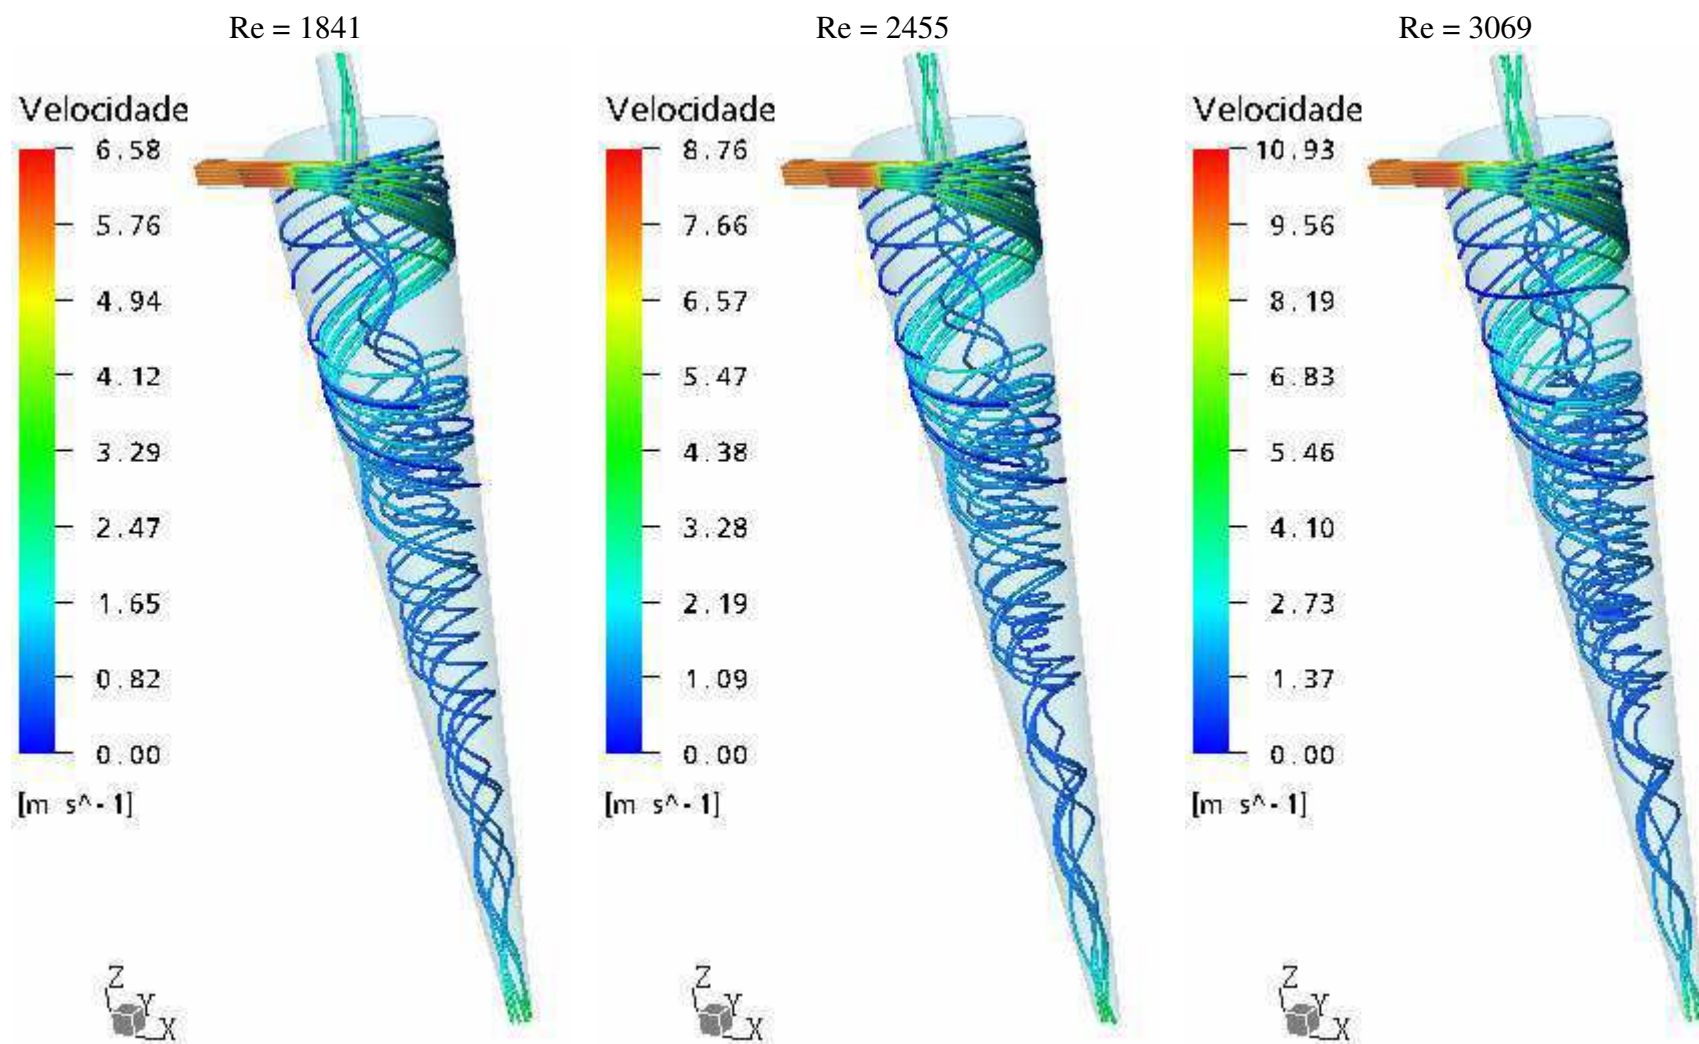 Re = 1841
Velocidade
6.58
5.76
4.94
4.12
3.29
2.47
1.65
0.82
0.00
[m s^-1]
Z
Y
X
Re = 2455
Velocidade
8.76
7.66
6.57
5.47
4.38
3.28
2.19
1.09
0.00
[m s^-1]
Z
Y
X
Re = 3069
Velocidade
10.93
9.56
8.19
6.83
5.46
4.10
2.73
1.37
0.00
[m s^-1]
Z
Y
X